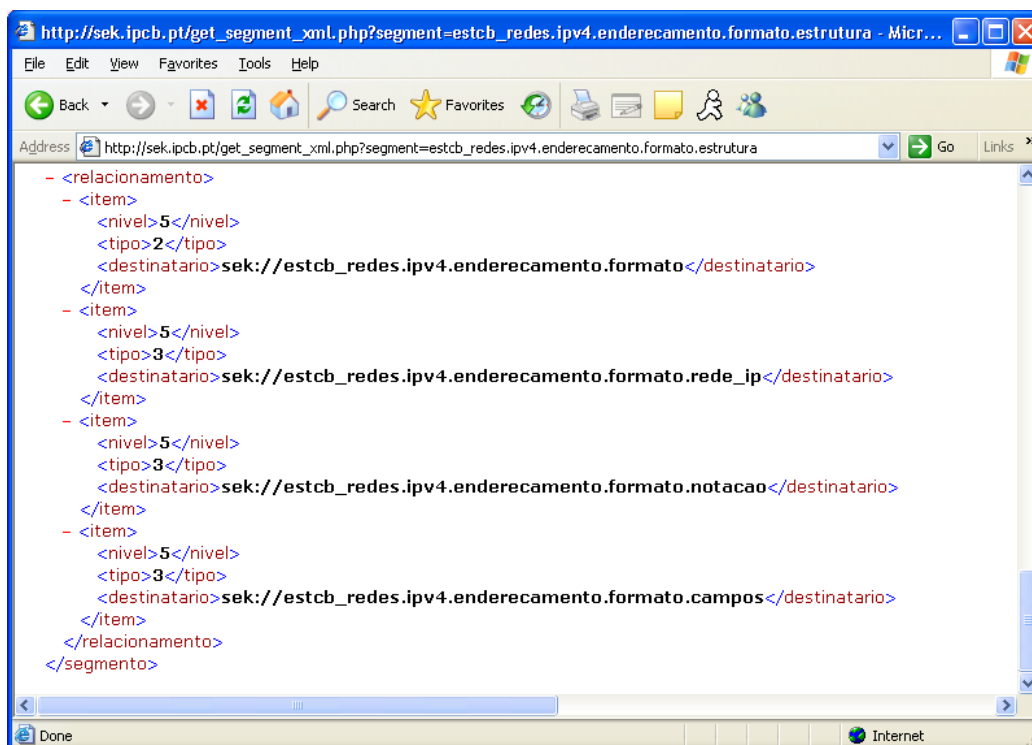 http://sek.ipcb.pt/get_segment_xml.php?segment=estcb_redes.ipv4.enderecamento.formato.estrutura - Micr...
File Edit View Favorites Tools Help
Back Search Favorites
Address http://sek.ipcb.pt/get_segment_xml.php?segment=estcb_redes.ipv4.enderecamento.formato.estrutura Go Links »
- <relacionamento>
- <item>
<nivel>5</nivel>
<tipo>2</tipo>
<destinatario>sek://estcb_redes.ipv4.enderecamento.formato</destinatario>
</item>
- <item>
<nivel>5</nivel>
<tipo>3</tipo>
<destinatario>sek://estcb_redes.ipv4.enderecamento.formato.rede_ip</destinatario>
</item>
- <item>
<nivel>5</nivel>
<tipo>3</tipo>
<destinatario>sek://estcb_redes.ipv4.enderecamento.formato.notacao</destinatario>
</item>
- <item>
<nivel>5</nivel>
<tipo>3</tipo>
<destinatario>sek://estcb_redes.ipv4.enderecamento.formato.campos</destinatario>
</item>
</relacionamento>
</segmento>
Done Internet